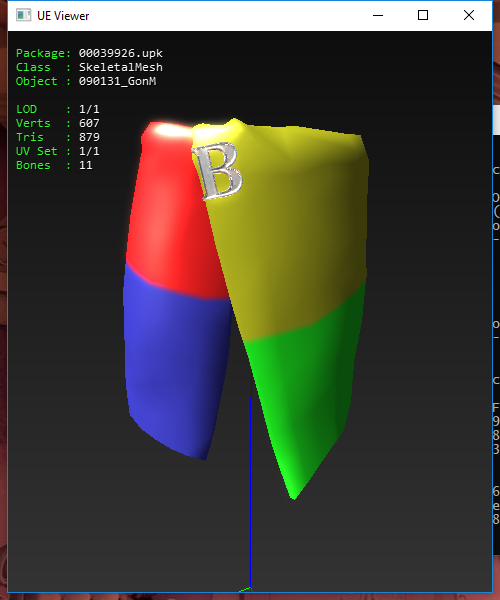 UE Viewer
Package: 00039926.upk
Class  : SkeletalMesh
Object : 090131_GonM
LOD    : 1/1
Verts  : 607
Tris   : 879
UV Set : 1/1
Bones  : 11
B